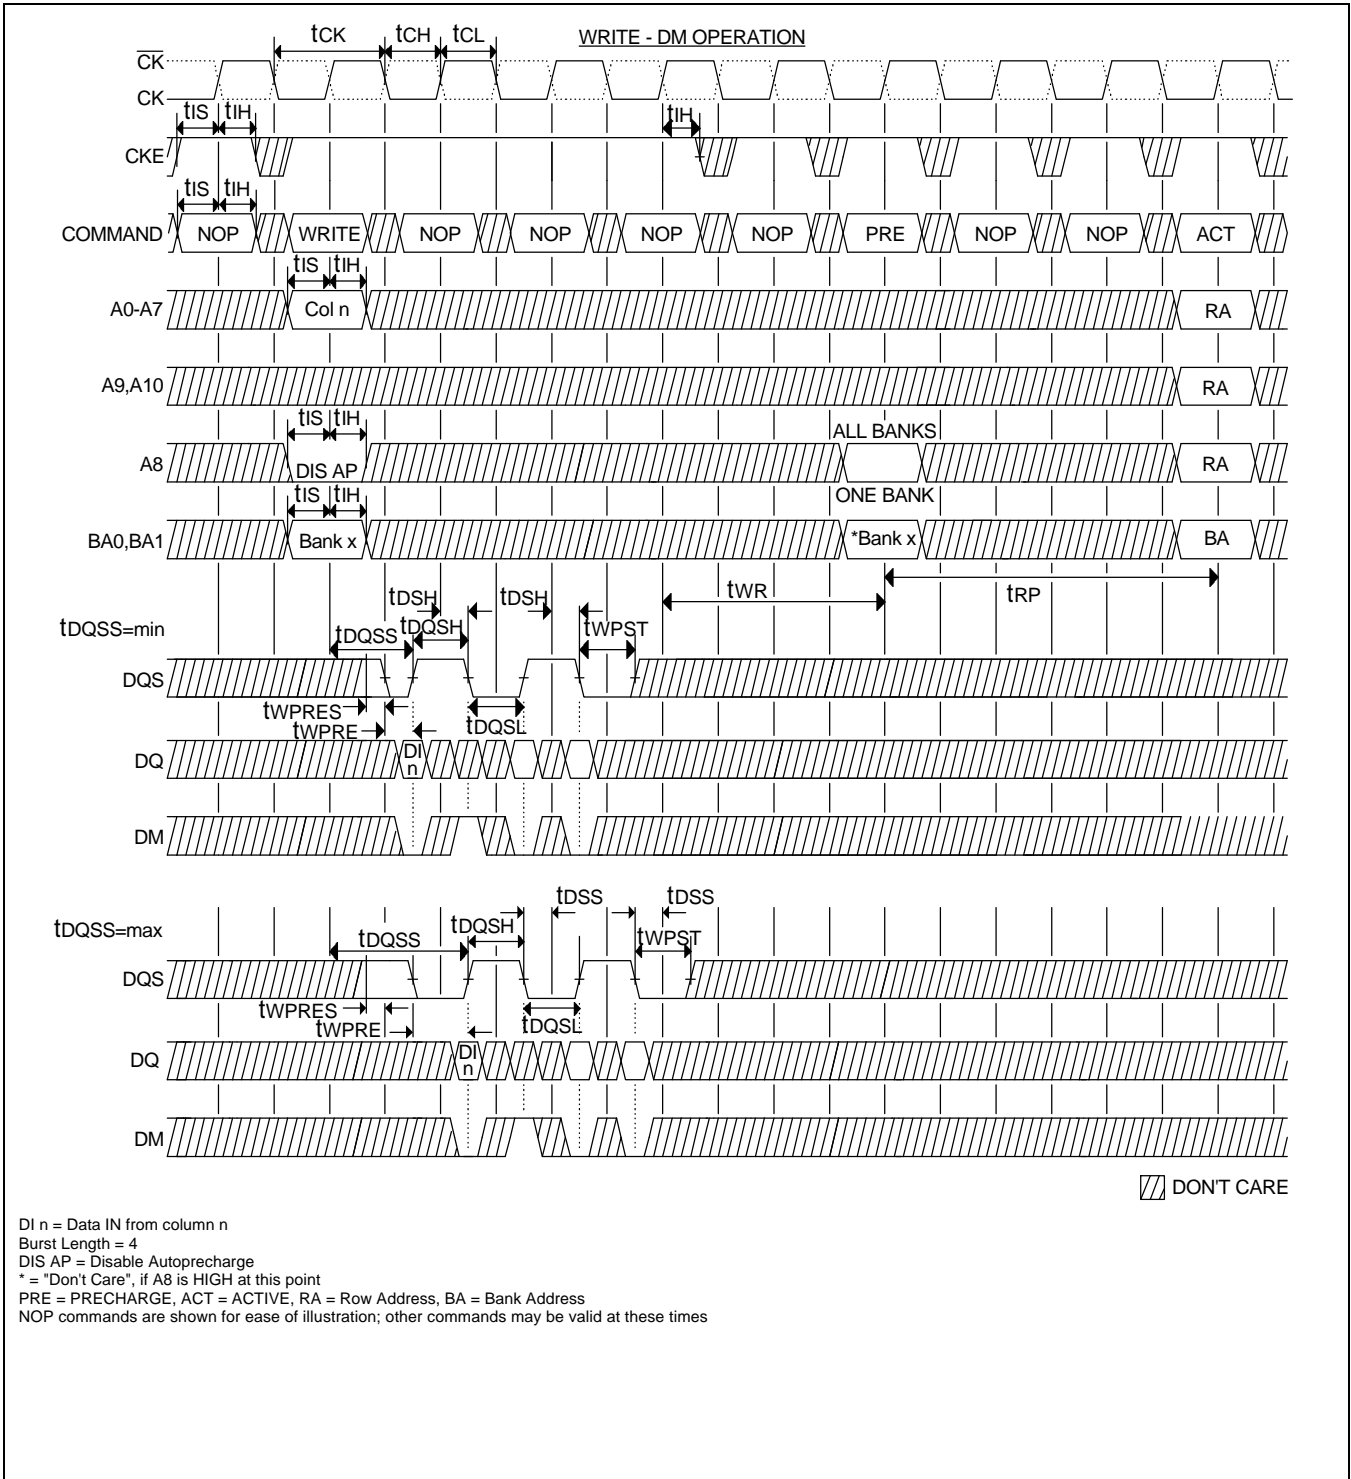 tCK tCH tCL WRITE - DM OPERATION
CK
CK
tIS tIH tIH
CKE
tIS tIH
COMMAND NOP WRITE NOP NOP NOP NOP PRE NOP NOP ACT
tIS tIH
A0-A7 Col n RA
A9,A10 RA
tIS tIH ALL BANKS
A8 DIS AP RA
tIS tIH ONE BANK
BA0,BA1 Bank x *Bank x BA
tDSH tDSH tWR tRP
tDQSS=min tDQSS tDQSH tWPST
DQS
tWPRES
tWPRE tDQSL
DQ DI n
DM
tDSS tDSS
tDQSS=max tDQSS tDQSH tWPST
DQS
tWPRES
tWPRE tDQSL
DQ DI n
DM
DON'T CARE
DI n = Data IN from column n
Burst Length = 4
DIS AP = Disable Autoprecharge
* = "Don't Care", if A8 is HIGH at this point
PRE = PRECHARGE, ACT = ACTIVE, RA = Row Address, BA = Bank Address
NOP commands are shown for ease of illustration; other commands may be valid at these times